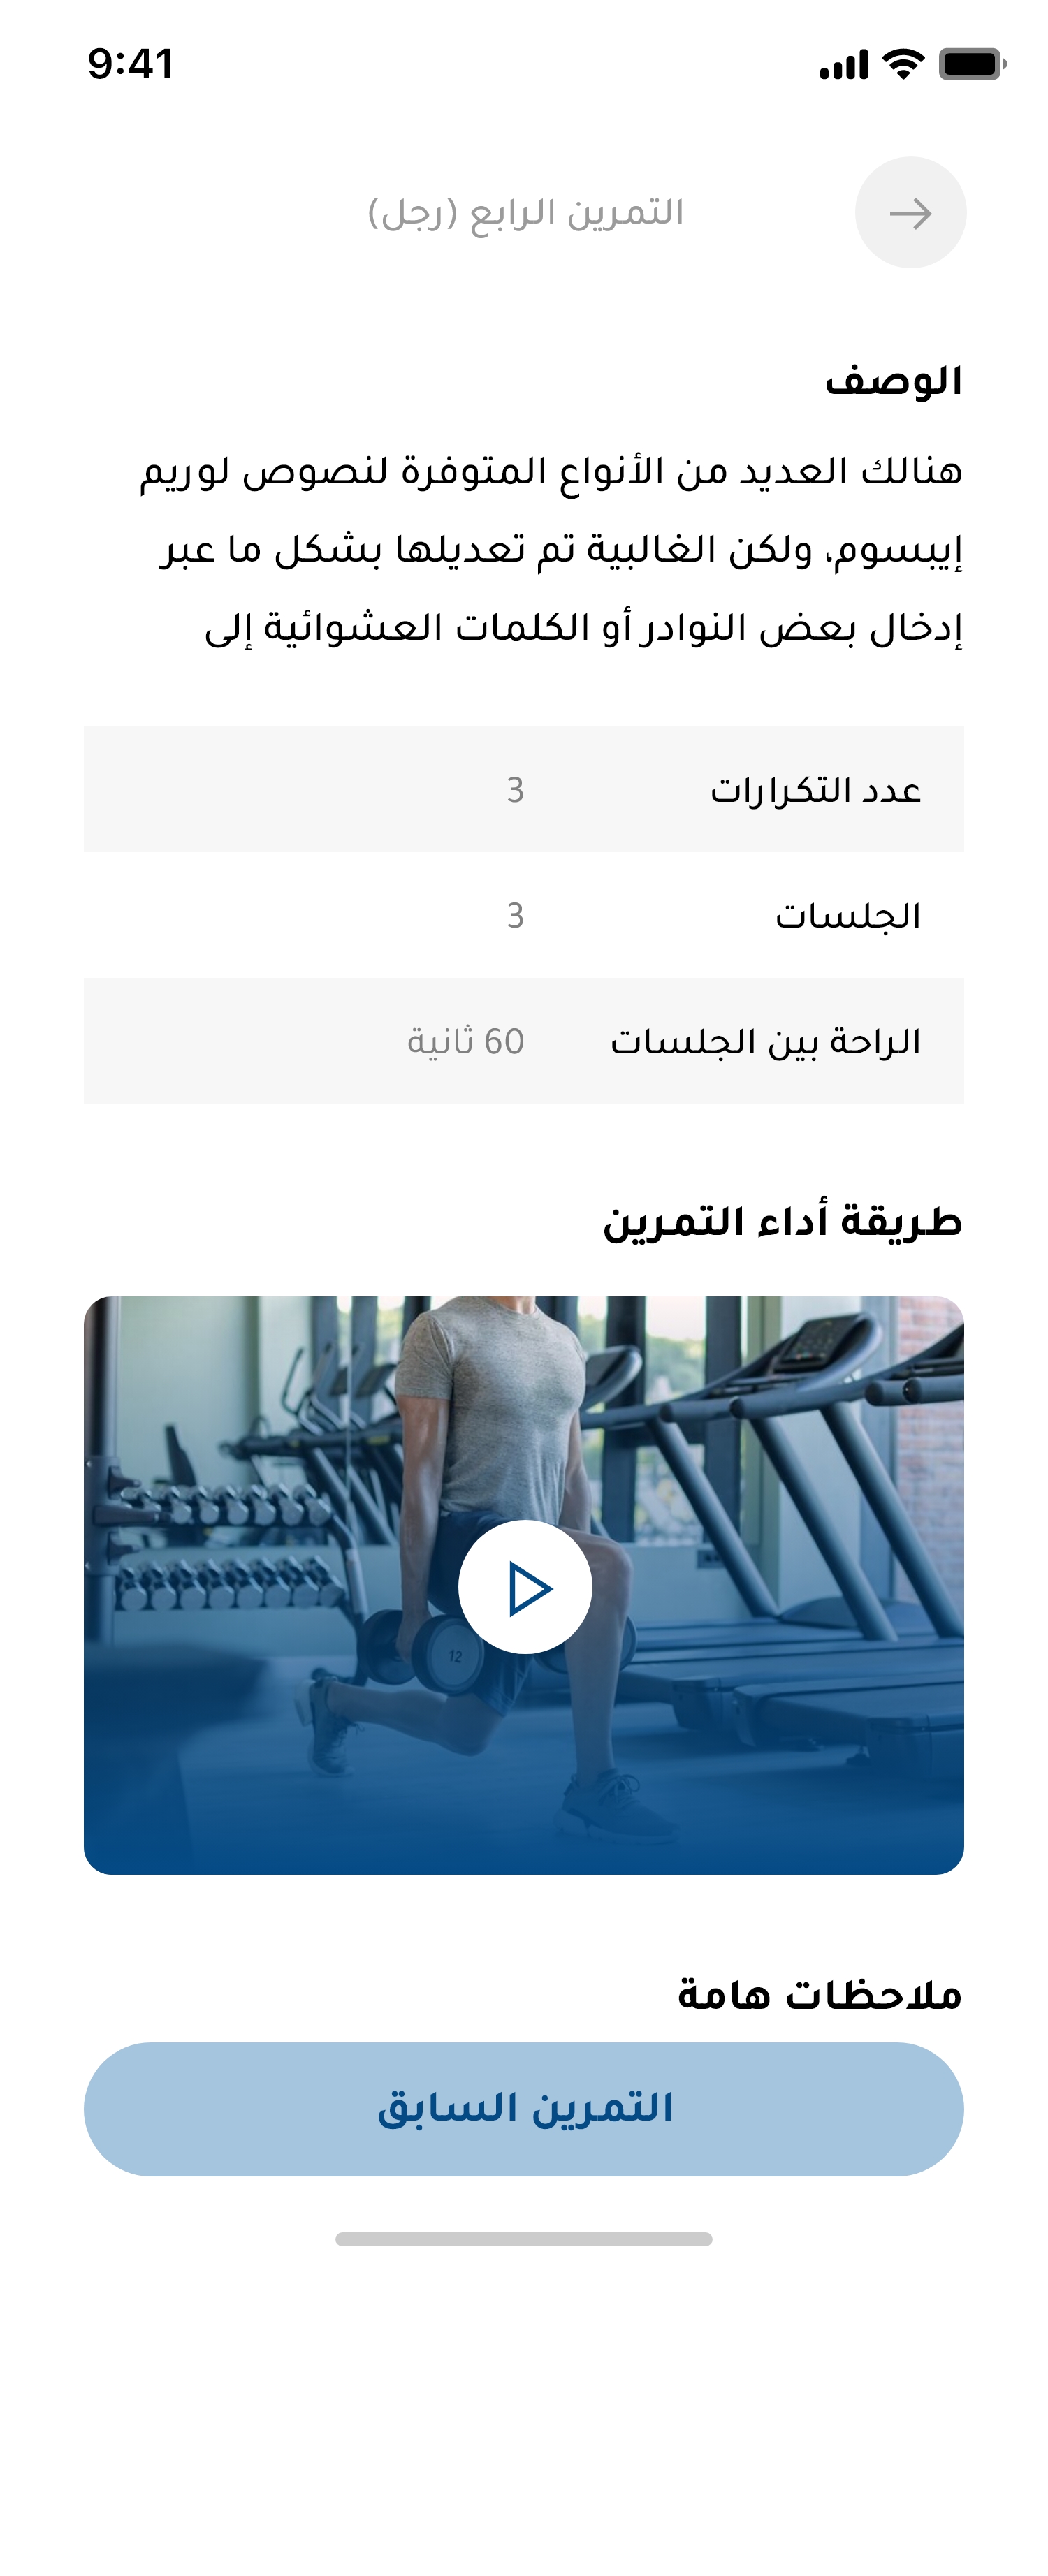 9:41
التمرين الرابع (رجل)
الوصف
هنالك العديد من الأنواع المتوفرة لنصوص لوريم
إيبسوم، ولكن الغالبية تم تعديلها بشكل ما عبر
إدخال بعض النوادر أو الكلمات العشوائية إلى
عدد التكرارات 3
الجلسات 3
الراحة بين الجلسات 60 ثانية
طريقة أداء التمرين
12
ملاحظات هامة
التمرين السابق